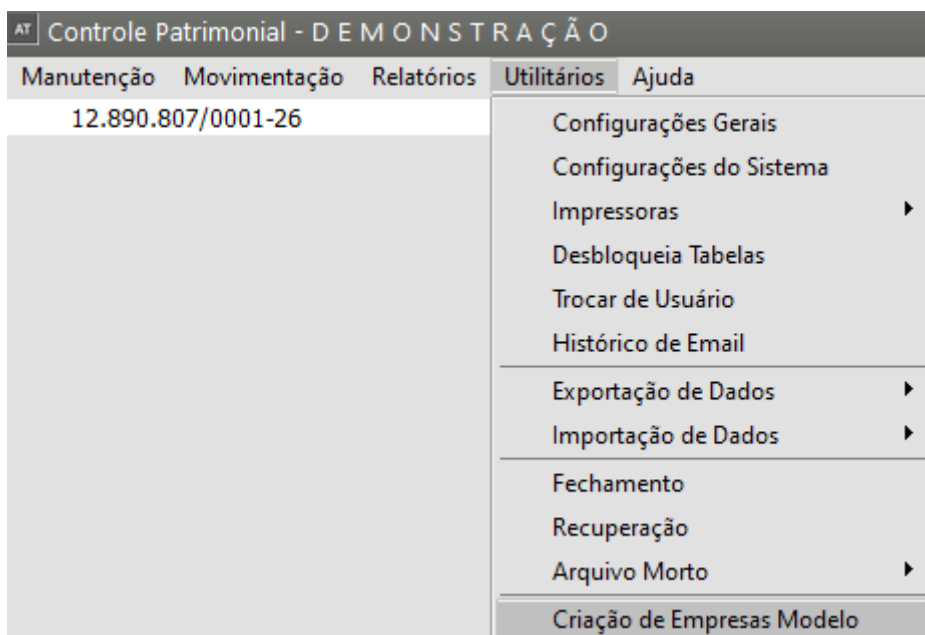 AT Controle Patrimonial - D E M O N S T R A Ç Ã O
Manutenção Movimentação Relatórios Utilitários Ajuda
12.890.807/0001-26
Configurações Gerais
Configurações do Sistema
Impressoras
Desbloqueia Tabelas
Trocar de Usuário
Histórico de Email
Exportação de Dados
Importação de Dados
Fechamento
Recuperação
Arquivo Morto
Criação de Empresas Modelo